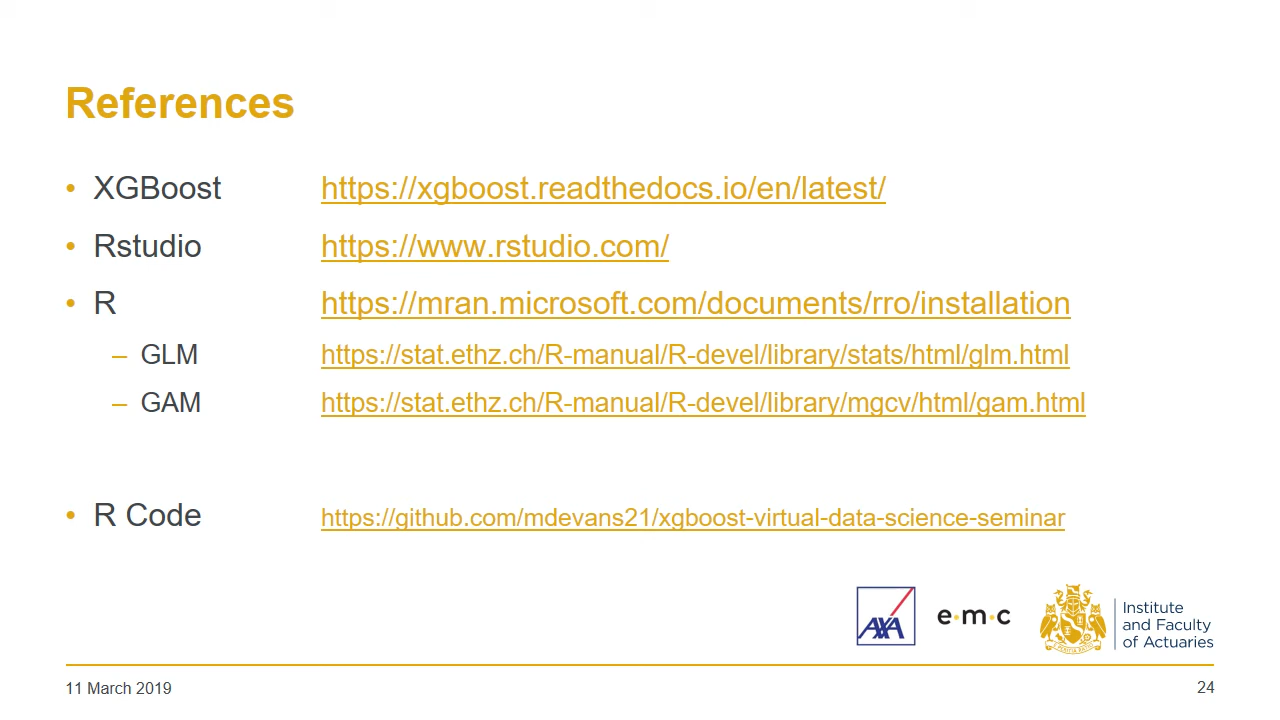 References
• XGBoost https://xgboost.readthedocs.io/en/latest/
• Rstudio https://www.rstudio.com/
• R https://mran.microsoft.com/documents/rro/installation
– GLM https://stat.ethz.ch/R-manual/R-devel/library/stats/html/glm.html
– GAM https://stat.ethz.ch/R-manual/R-devel/library/mgcv/html/gam.html
• R Code https://github.com/mdevans21/xgboost-virtual-data-science-seminar
AXA
e·m·c
Institute
and Faculty
of Actuaries
11 March 2019
24